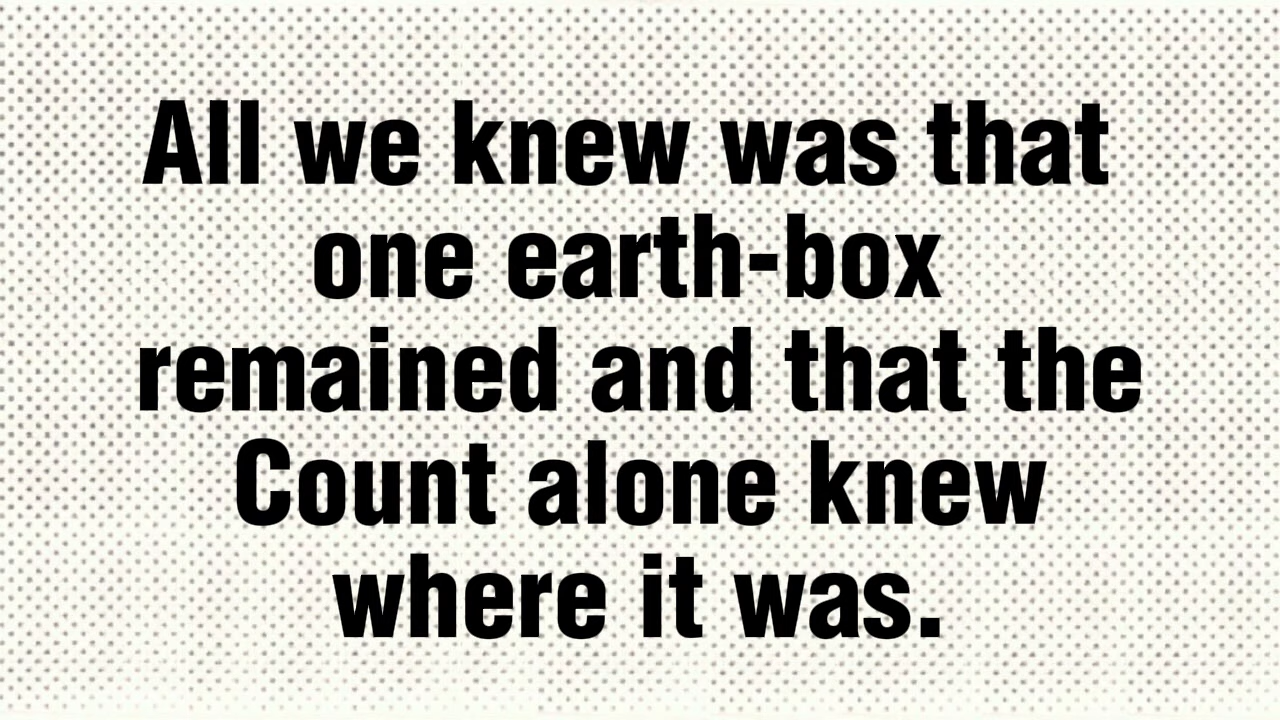 All we knew was that
one earth-box
remained and that the
Count alone knew
where it was.